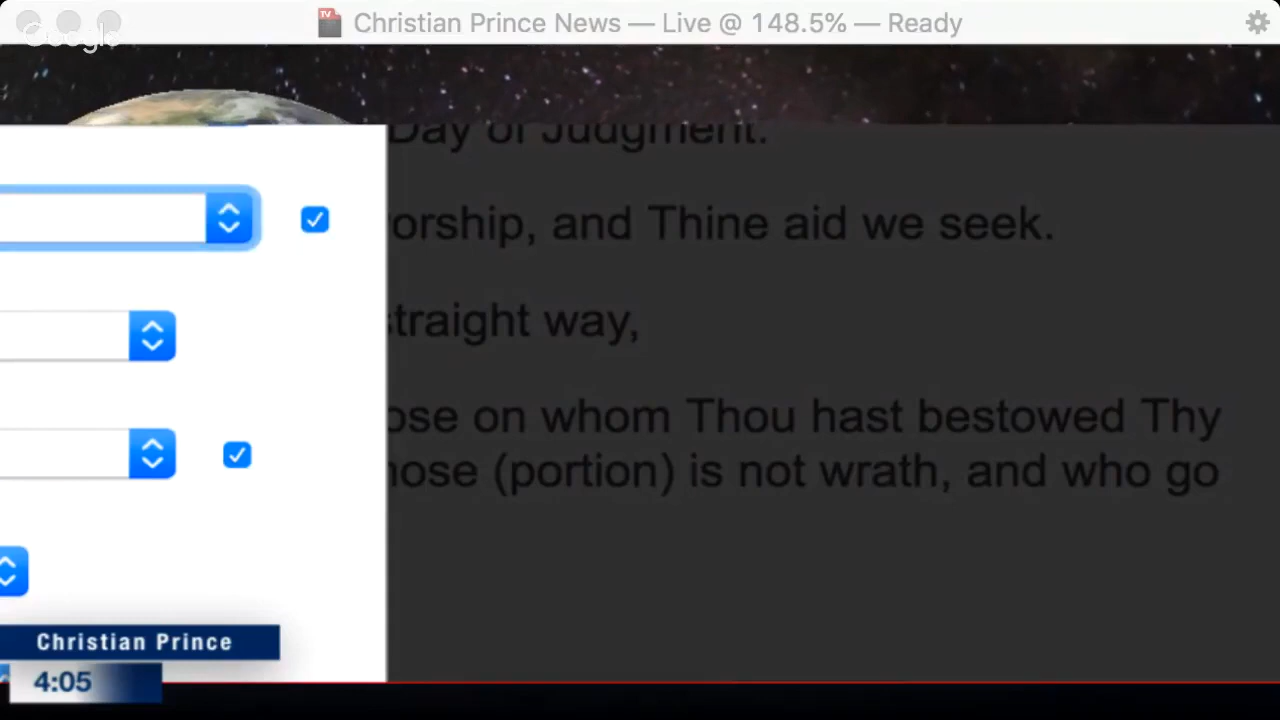 Christian Prince News — Live @ 148.5% — Ready
Google
Day of Judgment.
orship, and Thine aid we seek.
straight way,
ose on whom Thou hast bestowed Thy
hose (portion) is not wrath, and who go
Christian Prince
4:05